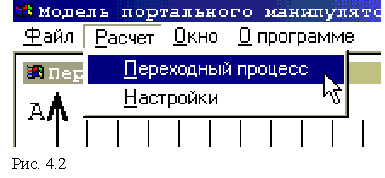 Модель портального манипулято
Файл Расчет Окно О программе
Пер
Переходный процесс
Настройки
А
Рис. 4.2